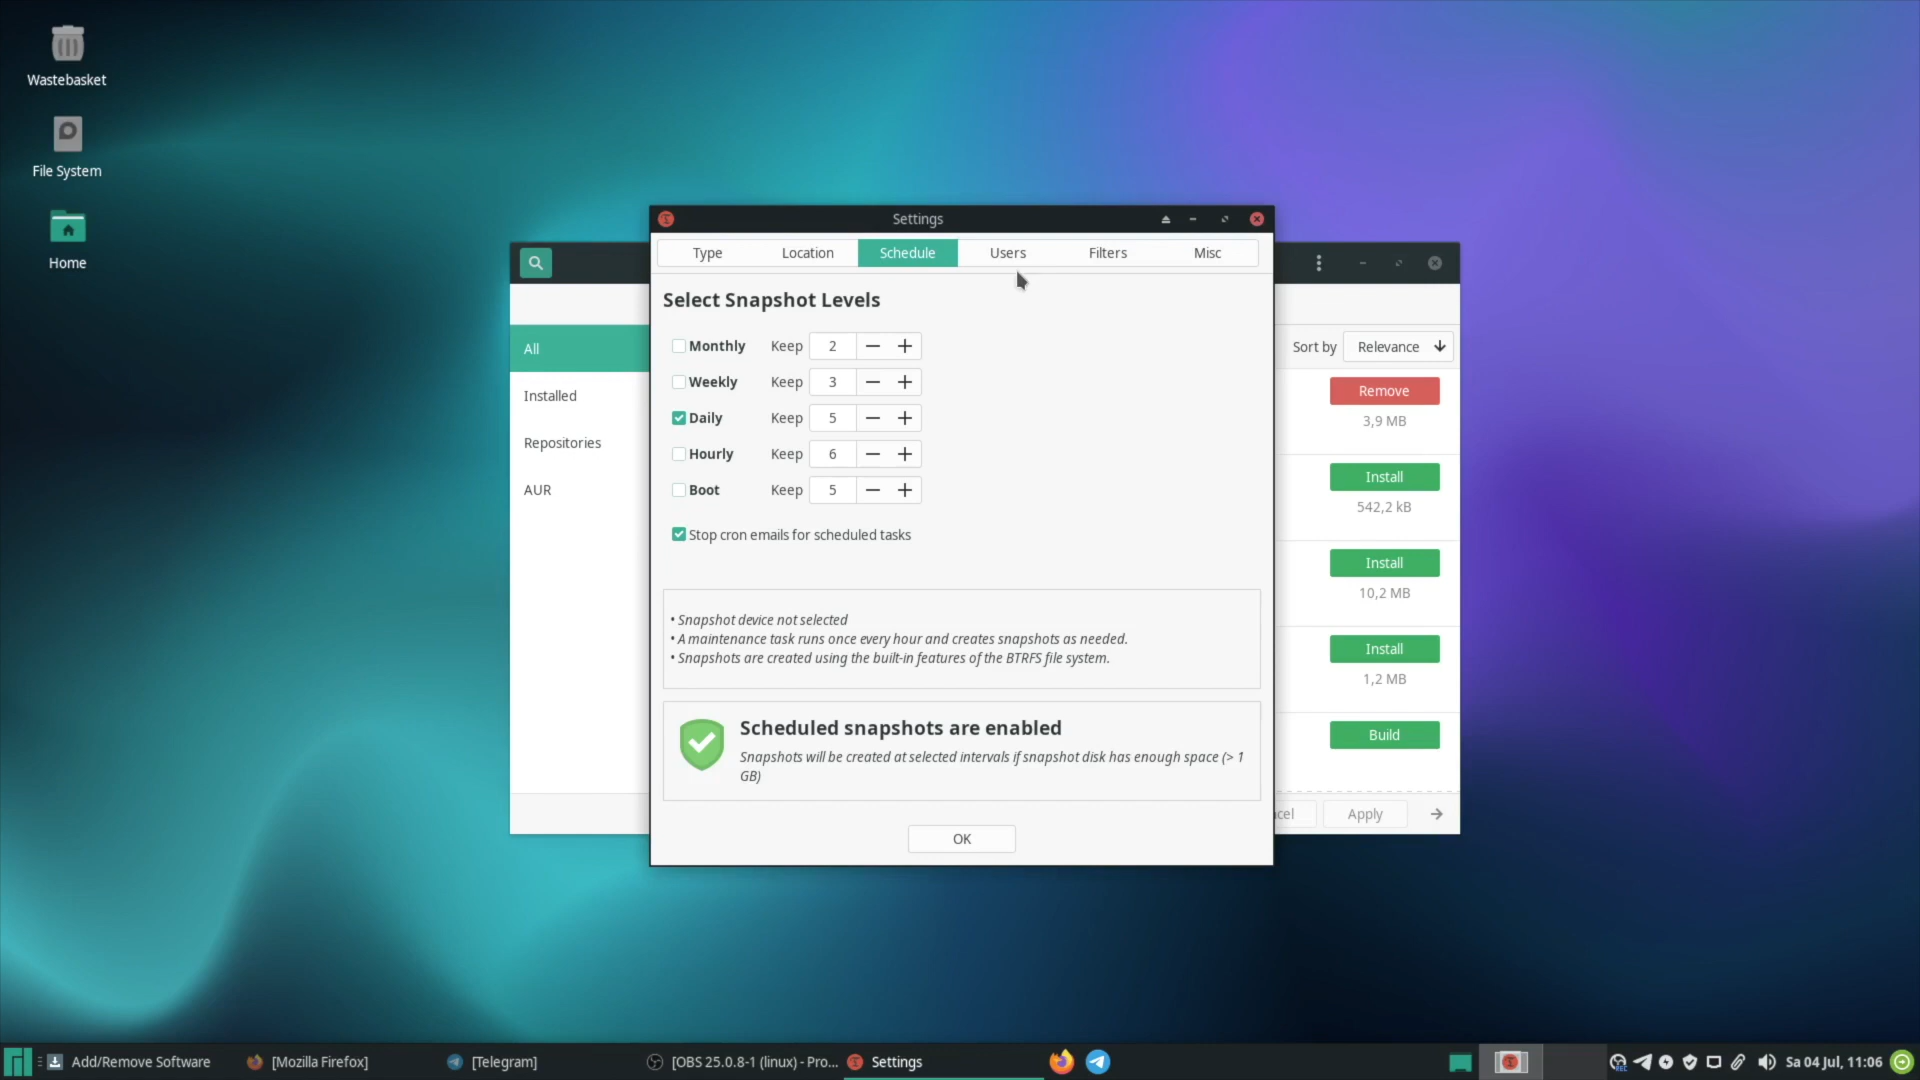 Wastebasket
File System
Home
Settings
Type Location Schedule Users Filters Misc
Select Snapshot Levels
Monthly Keep 2
Weekly Keep 3
Daily Keep 5
Hourly Keep 6
Boot Keep 5
Stop cron emails for scheduled tasks
• Snapshot device not selected
• A maintenance task runs once every hour and creates snapshots as needed.
• Snapshots are created using the built-in features of the BTRFS file system.
Scheduled snapshots are enabled
Snapshots will be created at selected intervals if snapshot disk has enough space (> 1
GB)
OK
All
Installed
Repositories
AUR
Sort by Relevance
Remove
3,9 MB
Install
542,2 kB
Install
10,2 MB
Install
1,2 MB
Build
cel Apply
Add/Remove Software [Mozilla Firefox] [Telegram] [OBS 25.0.8-1 (linux) - Pro... Settings REC Sa 04 Jul, 11:06